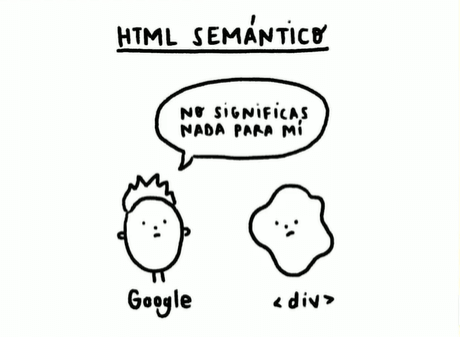 HTML SEMÁNTICO
NO SIGNIFICAS
NADA PARA MÍ
Google
<div>